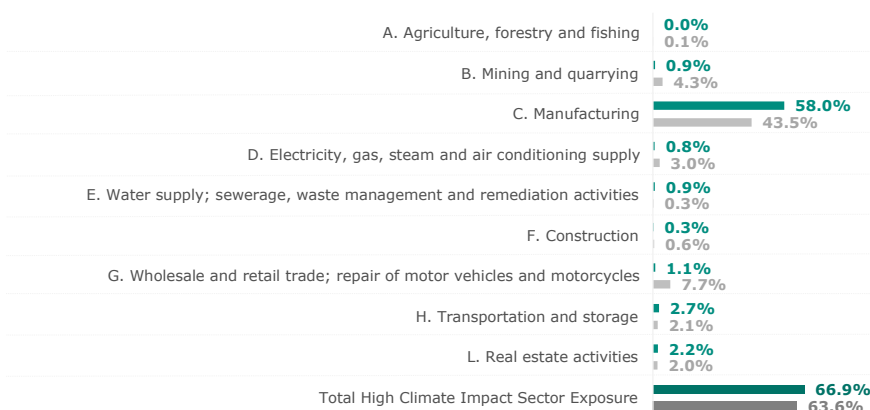 A. Agriculture, forestry and fishing
0.0%
0.1%
B. Mining and quarrying
0.9%
4.3%
C. Manufacturing
58.0%
43.5%
D. Electricity, gas, steam and air conditioning supply
0.8%
3.0%
E. Water supply; sewerage, waste management and remediation activities
0.9%
0.3%
F. Construction
0.3%
0.6%
G. Wholesale and retail trade; repair of motor vehicles and motorcycles
1.1%
7.7%
H. Transportation and storage
2.7%
2.1%
L. Real estate activities
2.2%
2.0%
Total High Climate Impact Sector Exposure
66.9%
63.6%